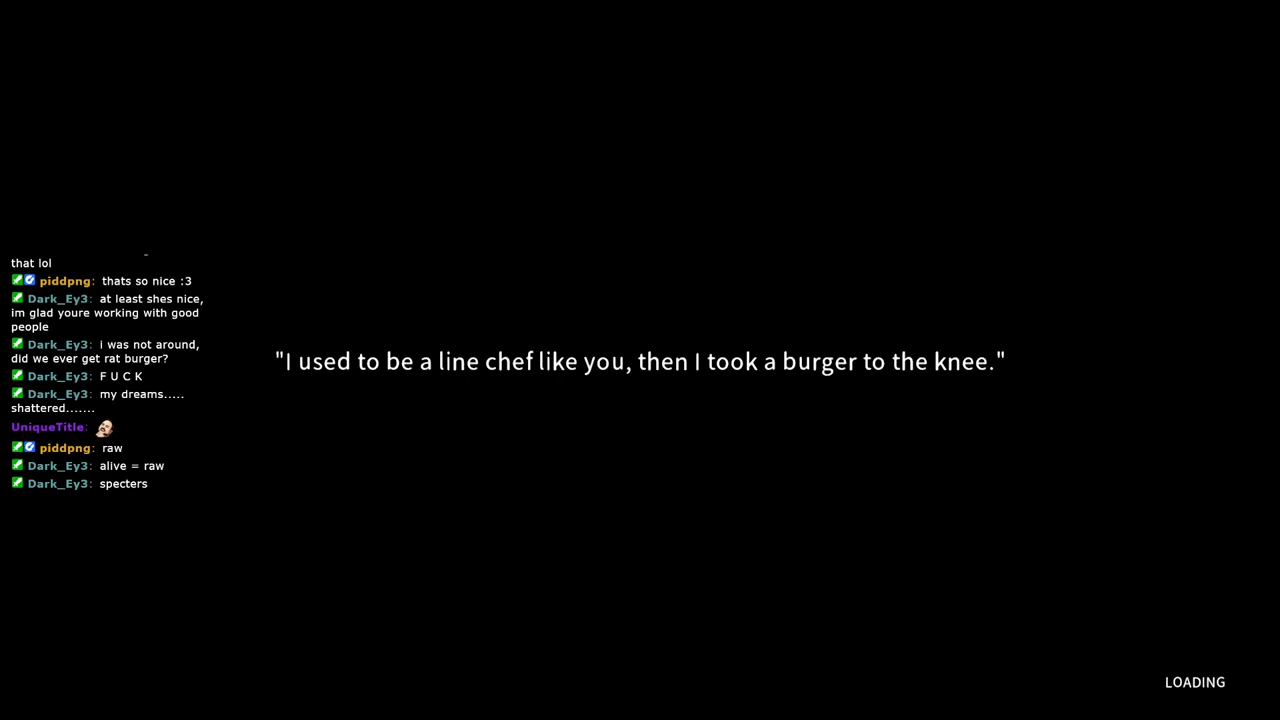 that lol
piddpng: thats so nice :3
Dark_Ey3: at least shes nice,
im glad youre working with good
people
Dark_Ey3: i was not around,
did we ever get rat burger?
Dark_Ey3: F U C K
Dark_Ey3: my dreams.....
shattered.......
UniqueTitle:
piddpng: raw
Dark_Ey3: alive = raw
Dark_Ey3: specters
"I used to be a line chef like you, then I took a burger to the knee."
LOADING